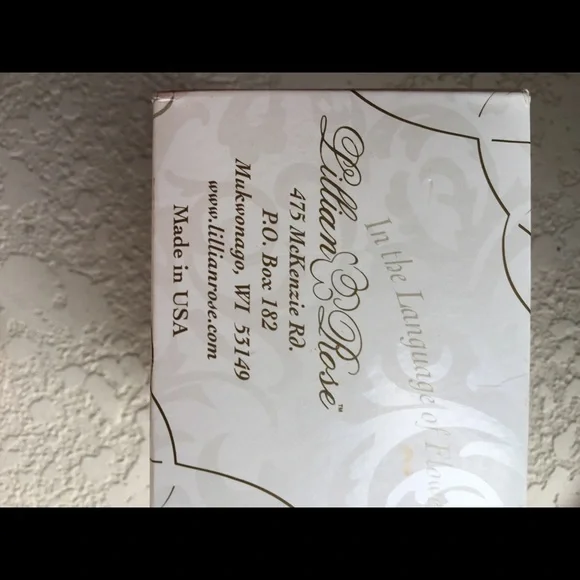 In the Language of
Lillian & Rose™
475 McKenzie Rd.
P.O. Box 182
Mukwonago, WI 53149
www.lillianrose.com
Made in USA